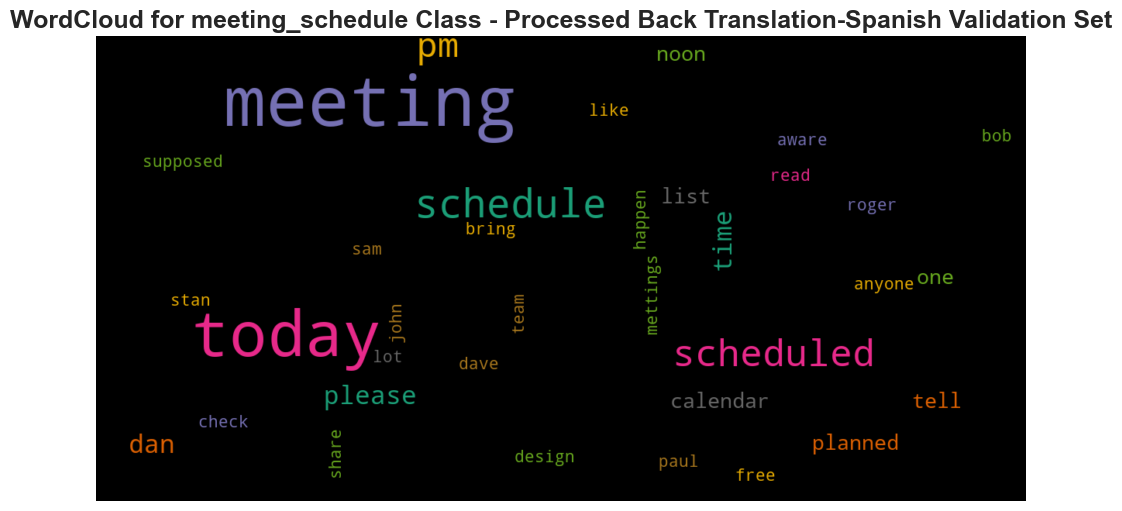 WordCloud for meeting_schedule Class - Processed Back Translation-Spanish Validation Set
pm
noon
meeting
like
aware
bob
supposed
read
schedule
list
roger
happen
time
bring
sam
one
anyone
mettings
stan
john
team
today
scheduled
lot
dave
please
calendar
tell
check
dan
planned
share
design
paul
free